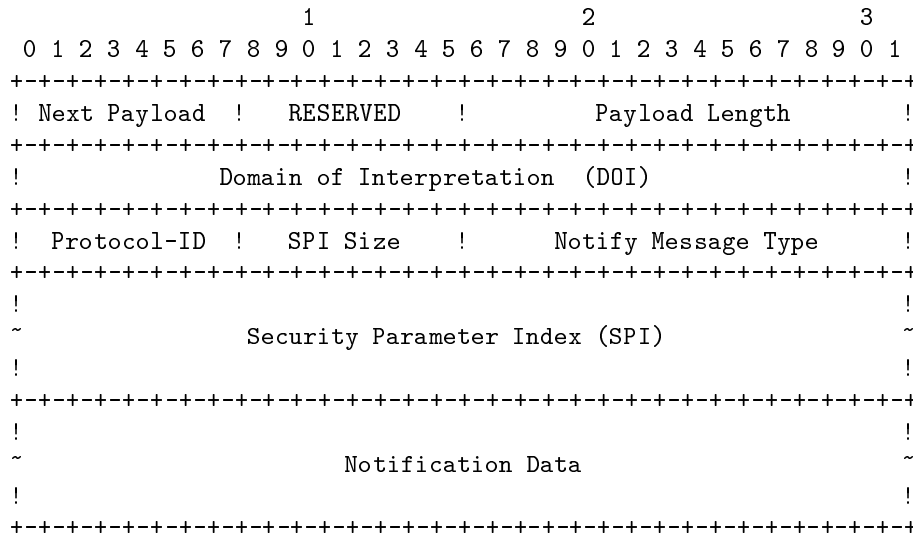 1                   2                   3
 0 1 2 3 4 5 6 7 8 9 0 1 2 3 4 5 6 7 8 9 0 1 2 3 4 5 6 7 8 9 0 1
+-+-+-+-+-+-+-+-+-+-+-+-+-+-+-+-+-+-+-+-+-+-+-+-+-+-+-+-+-+-+-+-+
! Next Payload  !   RESERVED    !         Payload Length        !
+-+-+-+-+-+-+-+-+-+-+-+-+-+-+-+-+-+-+-+-+-+-+-+-+-+-+-+-+-+-+-+-+
!              Domain of Interpretation  (DOI)                  !
+-+-+-+-+-+-+-+-+-+-+-+-+-+-+-+-+-+-+-+-+-+-+-+-+-+-+-+-+-+-+-+-+
!  Protocol-ID  !   SPI Size    !      Notify Message Type      !
+-+-+-+-+-+-+-+-+-+-+-+-+-+-+-+-+-+-+-+-+-+-+-+-+-+-+-+-+-+-+-+-+
!                                                               !
~                Security Parameter Index (SPI)                 ~
!                                                               !
+-+-+-+-+-+-+-+-+-+-+-+-+-+-+-+-+-+-+-+-+-+-+-+-+-+-+-+-+-+-+-+-+
!                                                               !
~                       Notification Data                       ~
!                                                               !
+-+-+-+-+-+-+-+-+-+-+-+-+-+-+-+-+-+-+-+-+-+-+-+-+-+-+-+-+-+-+-+-+